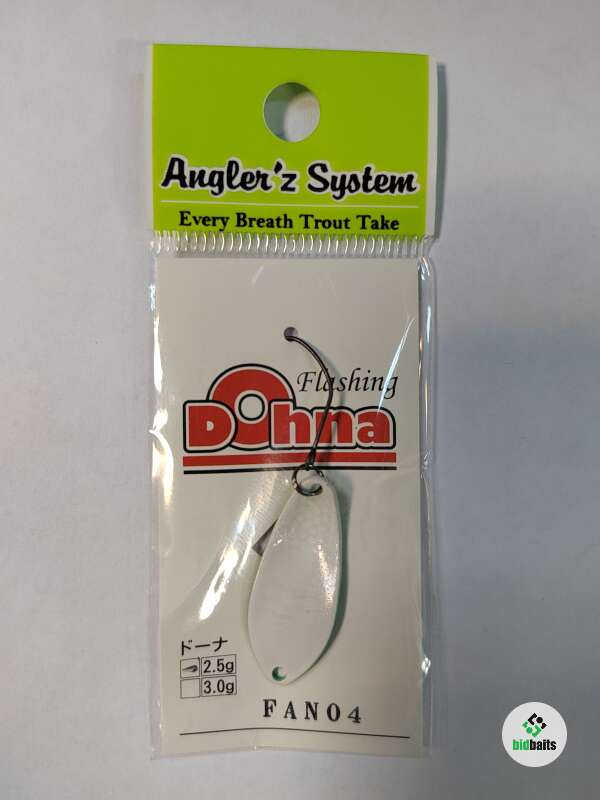 Angler'z System
Every Breath Trout Take
Flashing
Dohna
ドーナ
2.5g
3.0g
FAN04
bidbaits